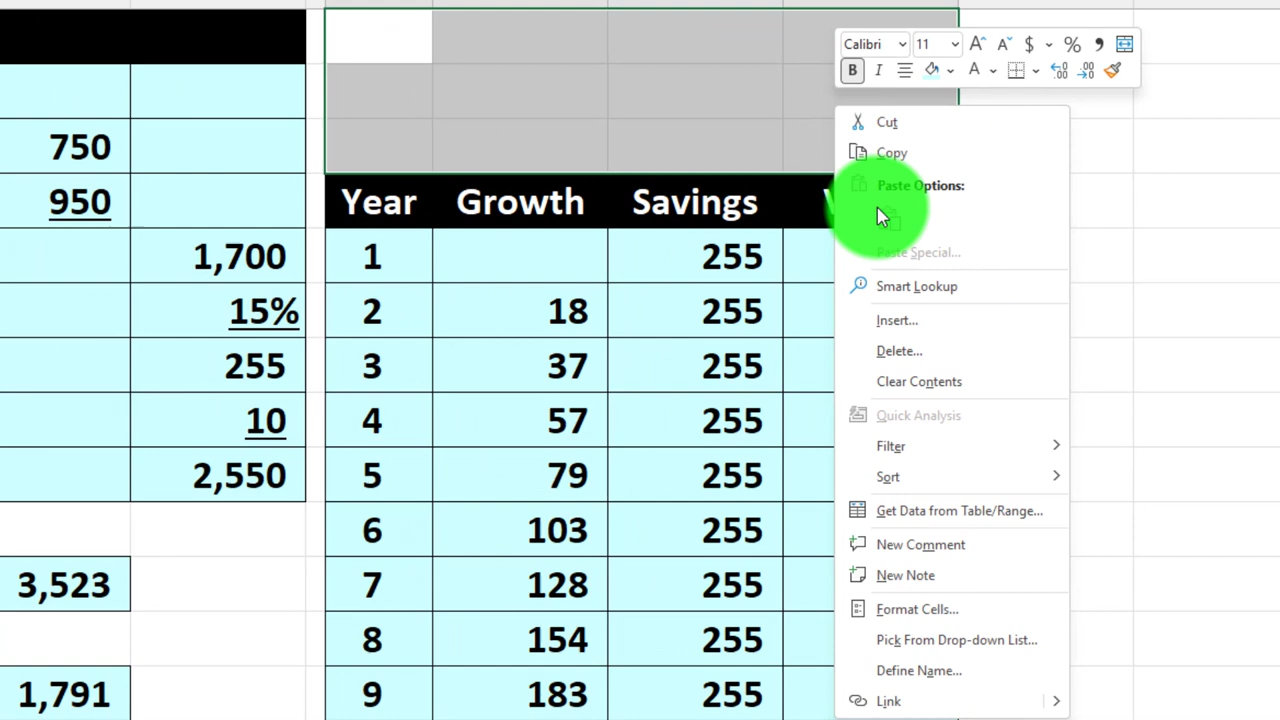 Calibri 11 $ % ,
B I A
Cut
Copy
Paste Options:
Paste Special...
Smart Lookup
Insert...
Delete...
Clear Contents
Quick Analysis
Filter
Sort
Get Data from Table/Range...
New Comment
New Note
Format Cells...
Pick From Drop-down List...
Define Name...
Link
750
950
1,700
15%
255
10
2,550
3,523
1,791
Year Growth Savings
1 255
2 18 255
3 37 255
4 57 255
5 79 255
6 103 255
7 128 255
8 154 255
9 183 255